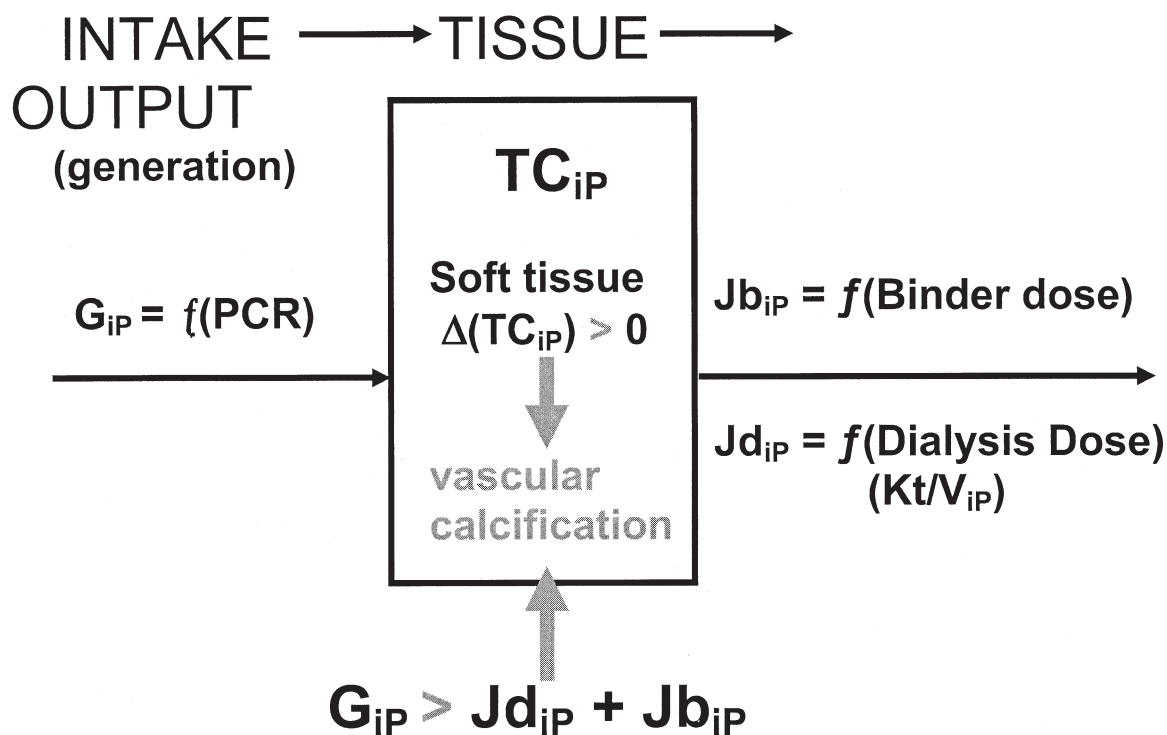 INTAKE → TISSUE →
OUTPUT
(generation)
TCiP
Soft tissue
Δ(TCiP) > 0
GiP = f(PCR)
JbiP = ƒ(Binder dose)
JdiP = ƒ(Dialysis Dose)
(Kt/ViP)
vascular
calcification
GiP > JdiP + JbiP